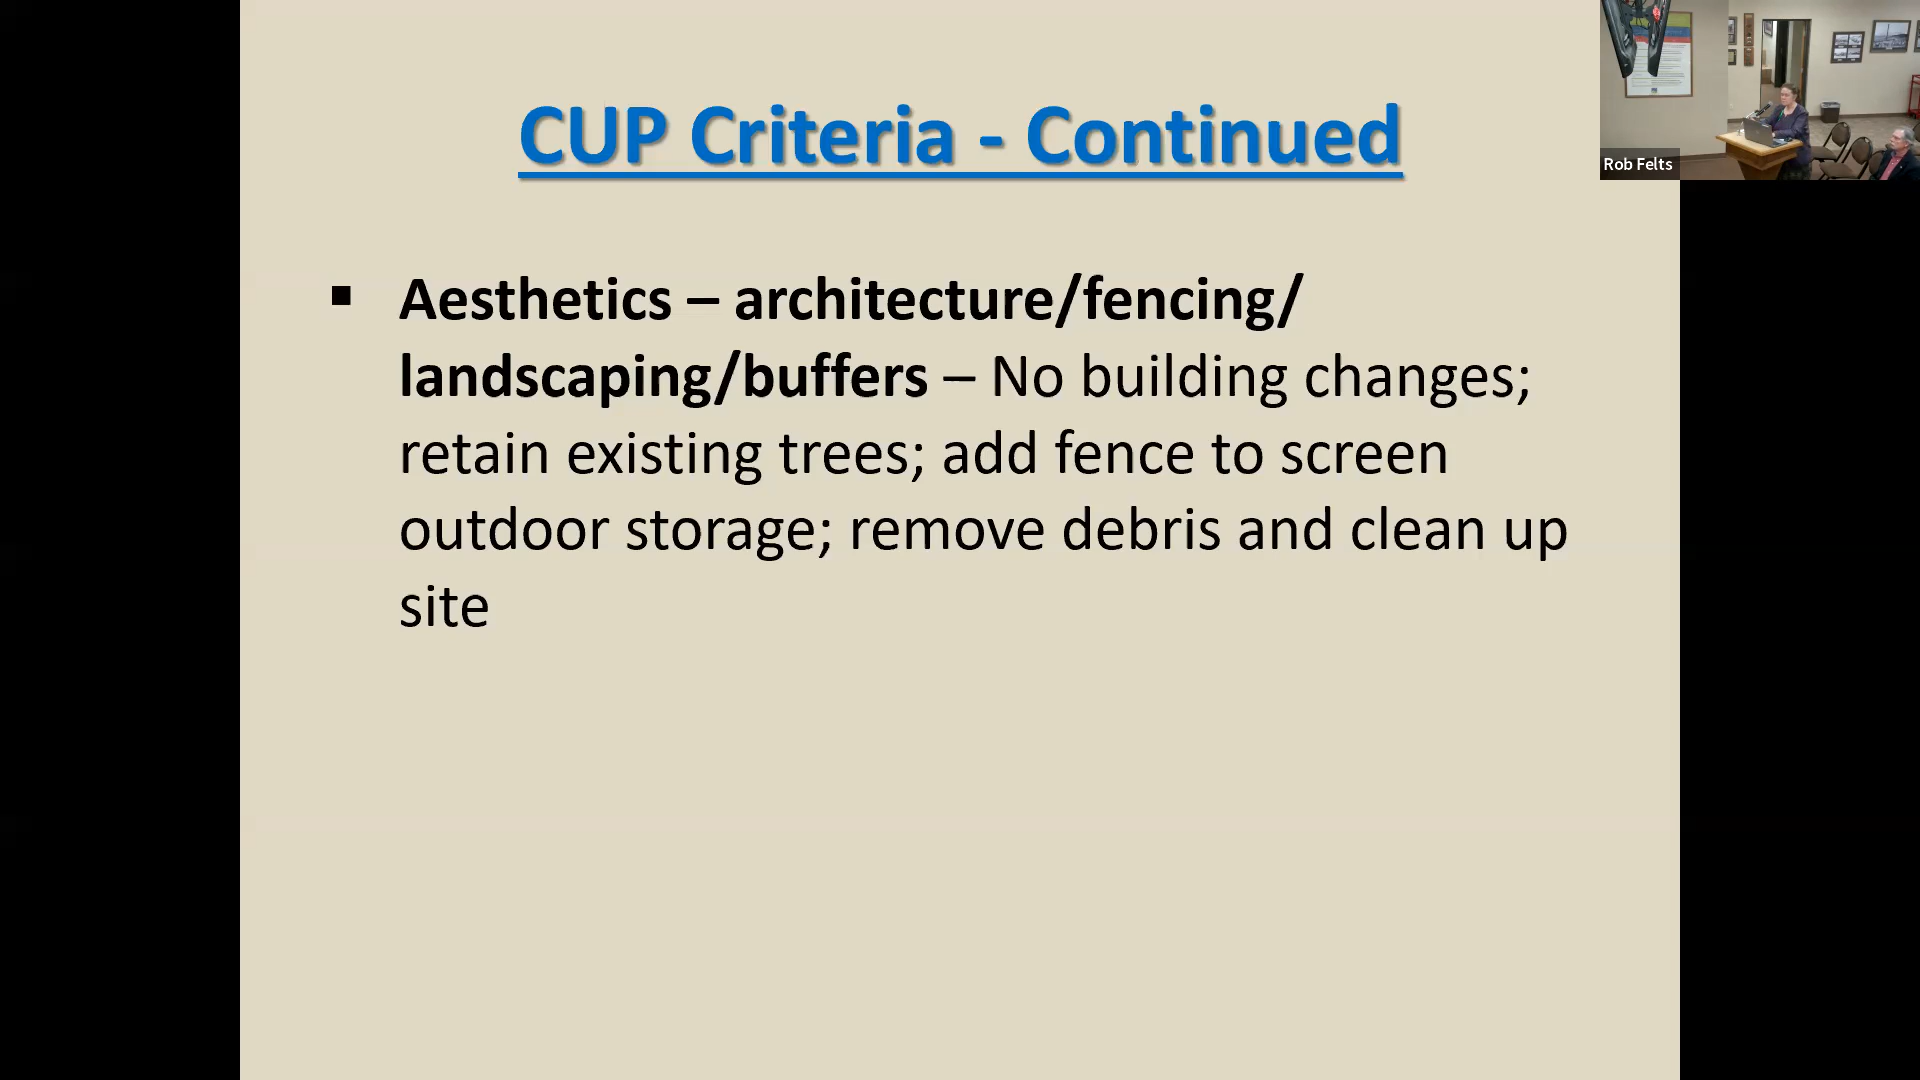 CUP Criteria - Continued
▪ Aesthetics – architecture/fencing/
landscaping/buffers – No building changes;
retain existing trees; add fence to screen
outdoor storage; remove debris and clean up
site
Rob Felts